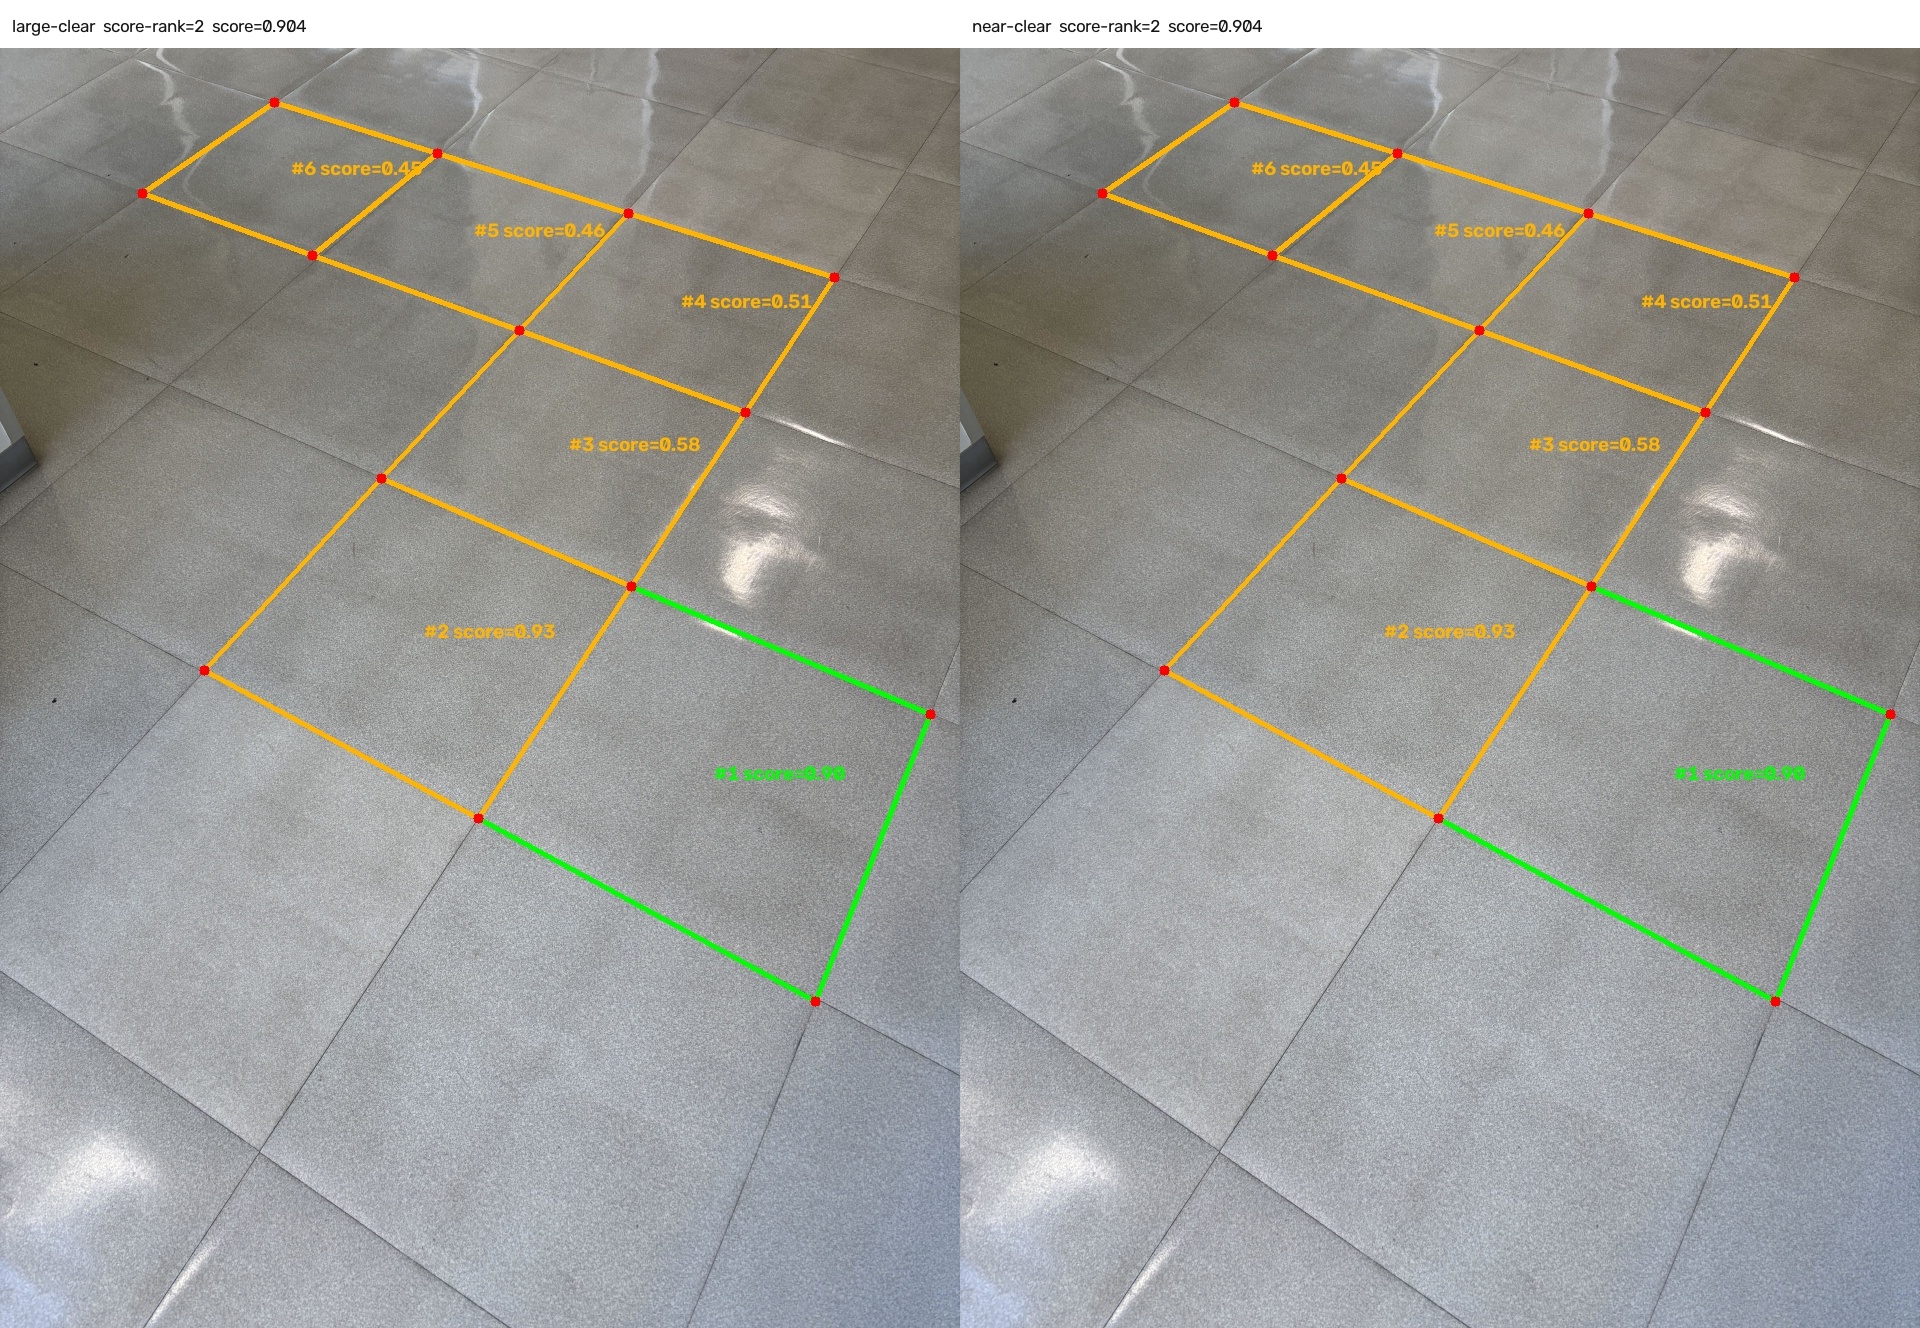 large-clear score-rank=2 score=0.904
near-clear score-rank=2 score=0.904
#6 score=0.45
#5 score=0.46
#4 score=0.51
#3 score=0.58
#2 score=0.93
#1 score=0.90
#6 score=0.45
#5 score=0.46
#4 score=0.51
#3 score=0.58
#2 score=0.93
#1 score=0.90